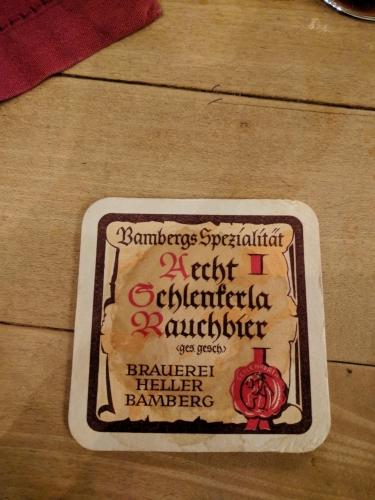 Bambergs Spezialität
Aecht
Schlenkerla
Rauchbier
(ges. gesch.)
BRAUEREI
HELLER
BAMBERG